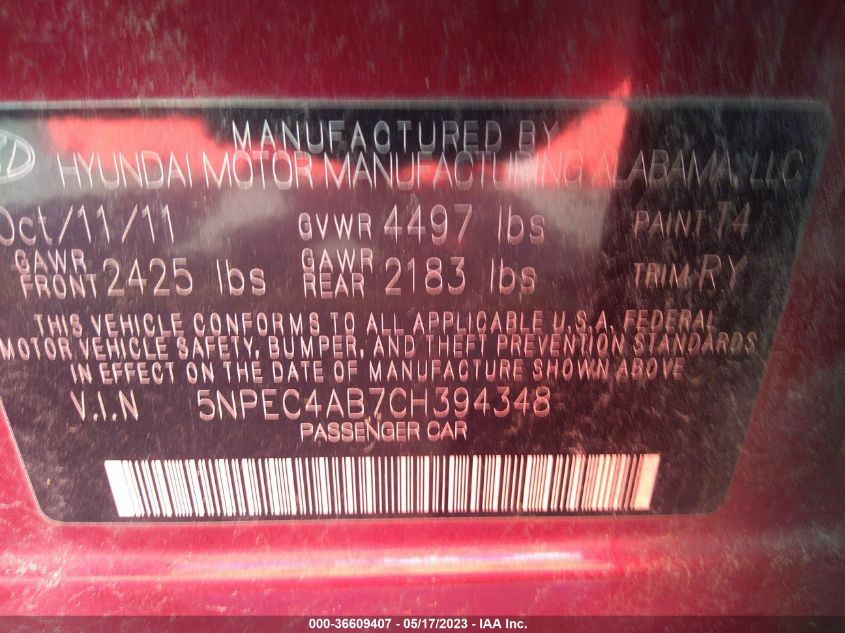 MANUFACTURED BY
HYUNDAI MOTOR MANUFACTURING ALABAMA, LLC
Oct/11/11 GVWR 4497 lbs PAINT T4
GAWR FRONT 2425 lbs GAWR REAR 2183 lbs TRIM RY
THIS VEHICLE CONFORMS TO ALL APPLICABLE U.S.A. FEDERAL
MOTOR VEHICLE SAFETY, BUMPER, AND THEFT PREVENTION STANDARDS
IN EFFECT ON THE DATE OF MANUFACTURE SHOWN ABOVE
V.I.N 5NPEC4AB7CH394348
PASSENGER CAR
000-36609407 - 05/17/2023 - IAA Inc.